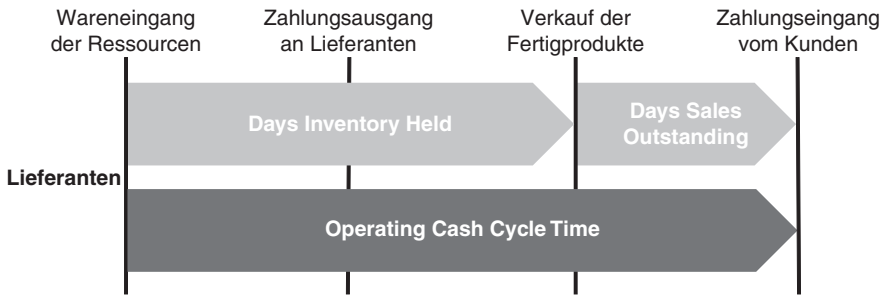 Wareneingang
der Ressourcen
Zahlungsausgang
an Lieferanten
Verkauf der
Fertigprodukte
Zahlungseingang
vom Kunden
Days Inventory Held
Days Sales
Outstanding
Lieferanten
Operating Cash Cycle Time